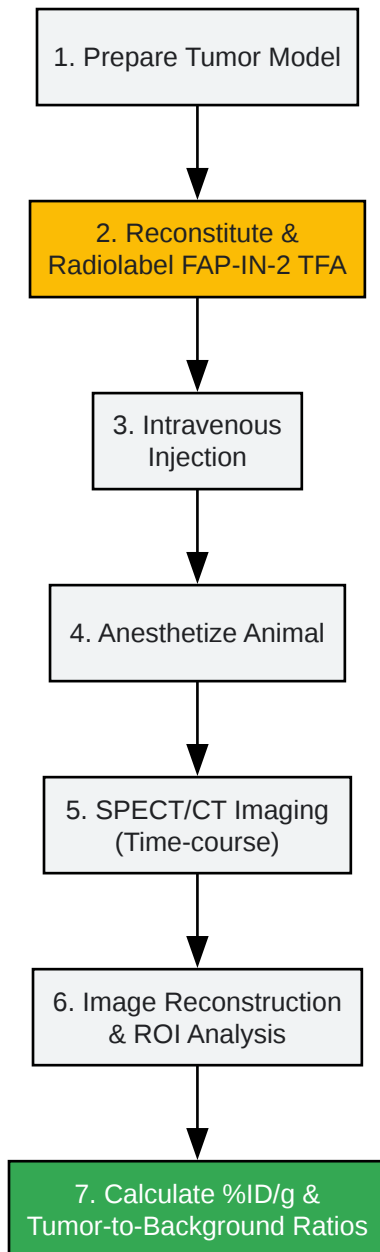 1. Prepare Tumor Model
2. Reconstitute &
Radiolabel FAP-IN-2 TFA
3. Intravenous
Injection
4. Anesthetize Animal
5. SPECT/CT Imaging
(Time-course)
6. Image Reconstruction
& ROI Analysis
7. Calculate %ID/g &
Tumor-to-Background Ratios